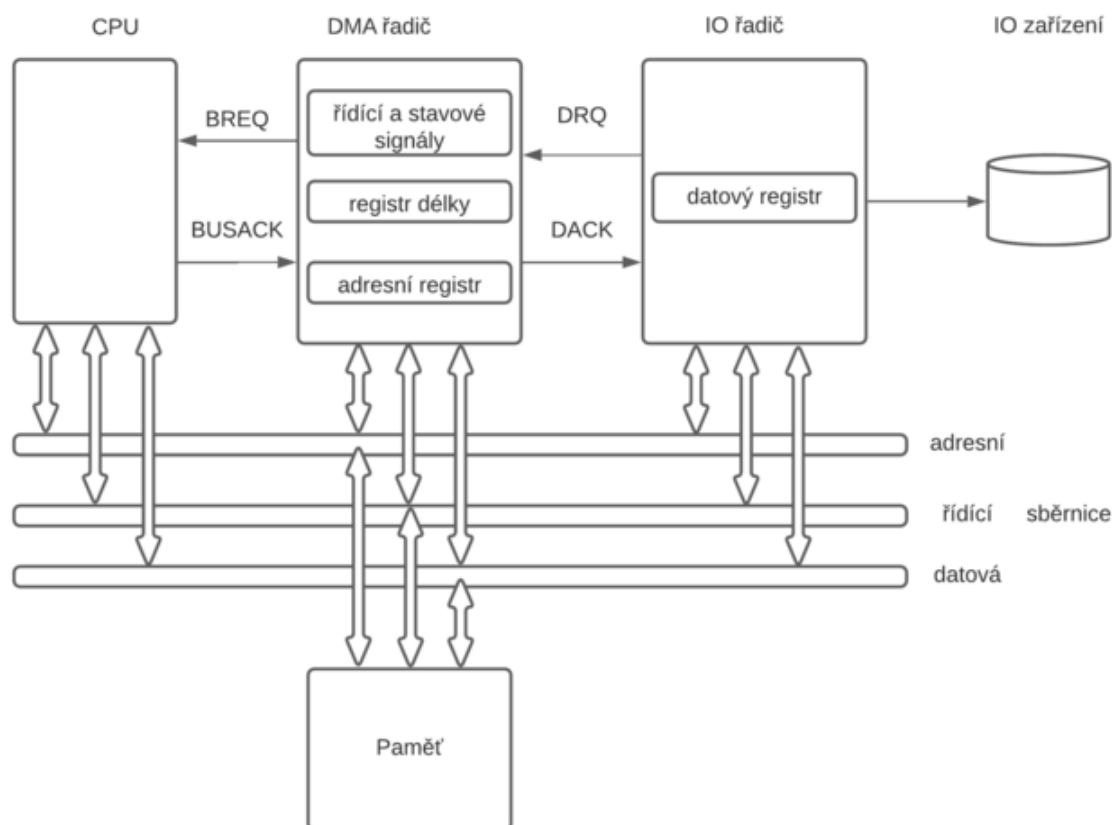 CPU
DMA řadič
IO řadič
IO zařízení
BREQ
řídící a stavové
signály
DRQ
registr délky
datový registr
BUSACK
DACK
adresní registr
adresní
řídící sběrnice
datová
Paměť